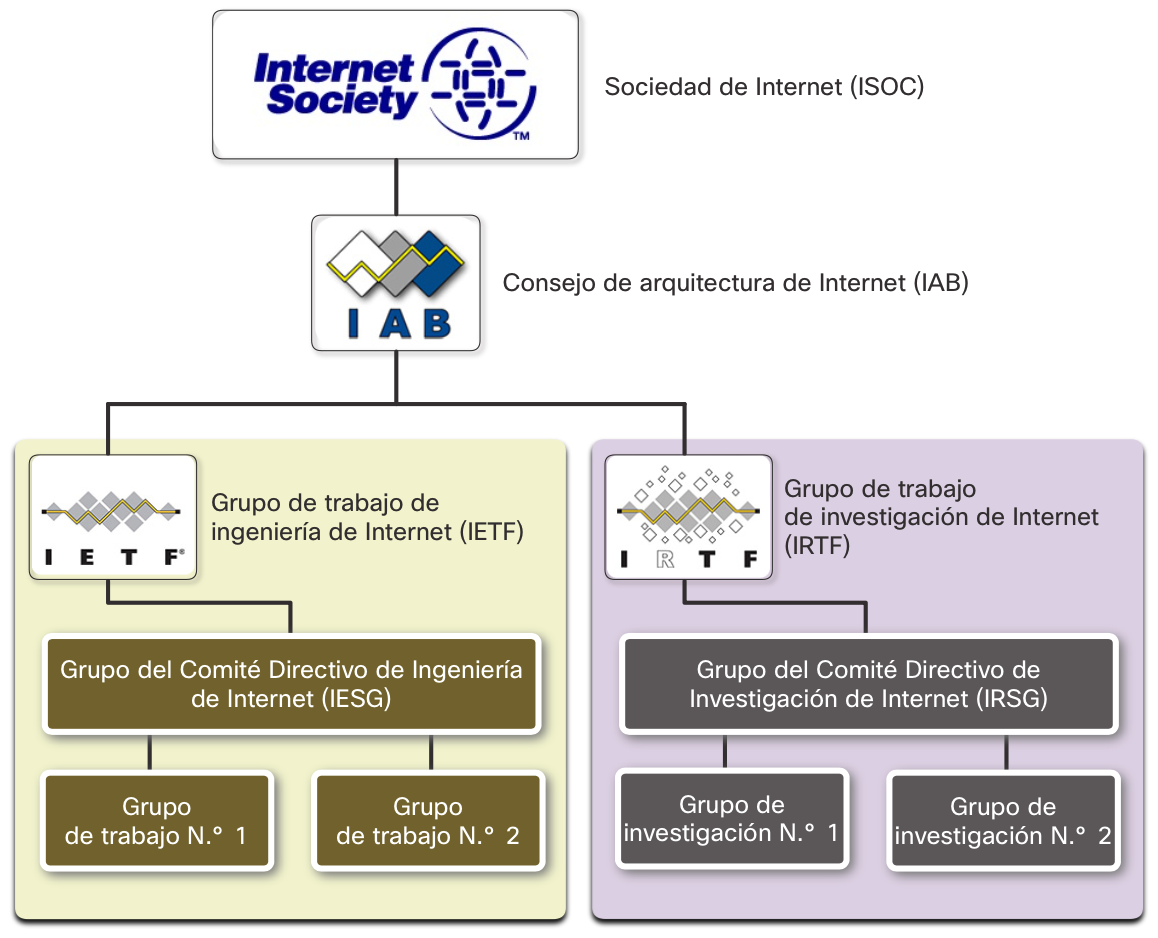 Internet
Society
TM
Sociedad de Internet (ISOC)
I A B
Consejo de arquitectura de Internet (IAB)
I E T F®
Grupo de trabajo de
ingeniería de Internet (IETF)
I R T F
Grupo de trabajo
de investigación de Internet
(IRTF)
Grupo del Comité Directivo de Ingeniería
de Internet (IESG)
Grupo
de trabajo N.° 1
Grupo
de trabajo N.° 2
Grupo del Comité Directivo de
Investigación de Internet (IRSG)
Grupo de
investigación N.° 1
Grupo de
investigación N.° 2